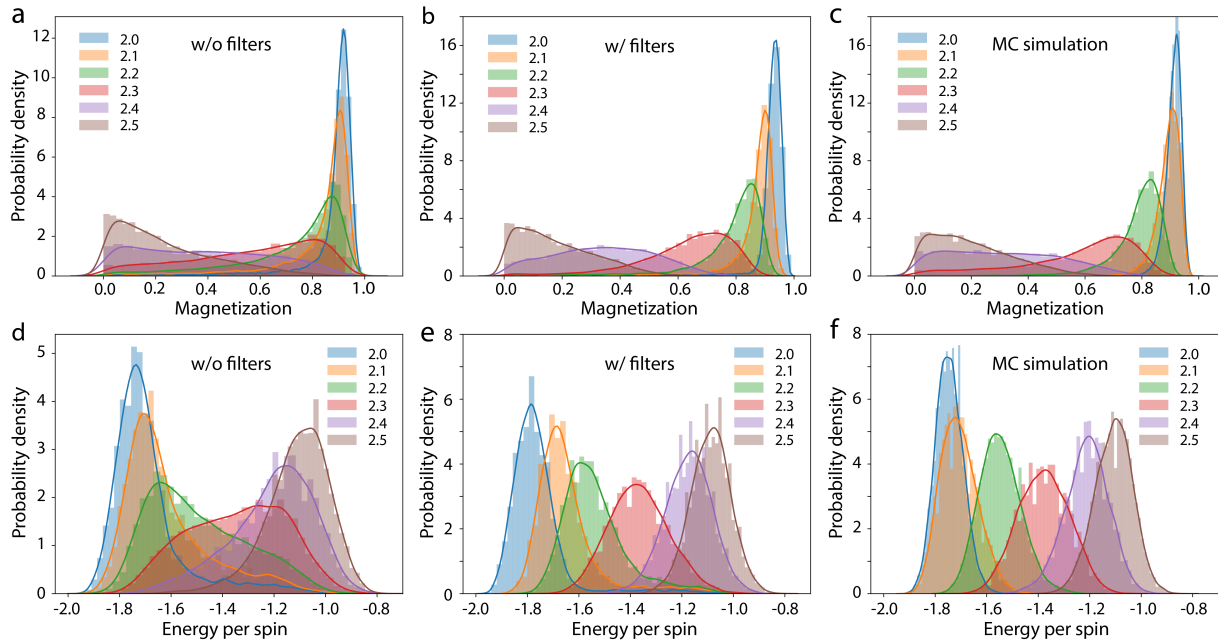 a
w/o filters
2.0
2.1
2.2
2.3
2.4
2.5
Probability density
12
10
8
6
4
2
0
0.0 0.2 0.4 0.6 0.8 1.0
Magnetization
b
w/ filters
2.0
2.1
2.2
2.3
2.4
2.5
Probability density
16
12
8
4
0
0.0 0.2 0.4 0.6 0.8 1.0
Magnetization
c
MC simulation
2.0
2.1
2.2
2.3
2.4
2.5
Probability density
16
12
8
4
0
0.0 0.2 0.4 0.6 0.8 1.0
Magnetization
d
w/o filters
2.0
2.1
2.2
2.3
2.4
2.5
Probability density
5
4
3
2
1
0
-2.0 -1.8 -1.6 -1.4 -1.2 -1.0 -0.8
Energy per spin
e
w/ filters
2.0
2.1
2.2
2.3
2.4
2.5
Probability density
8
6
4
2
0
-2.0 -1.8 -1.6 -1.4 -1.2 -1.0 -0.8
Energy per spin
f
MC simulation
2.0
2.1
2.2
2.3
2.4
2.5
Probability density
8
6
4
2
0
-2.0 -1.8 -1.6 -1.4 -1.2 -1.0 -0.8
Energy per spin